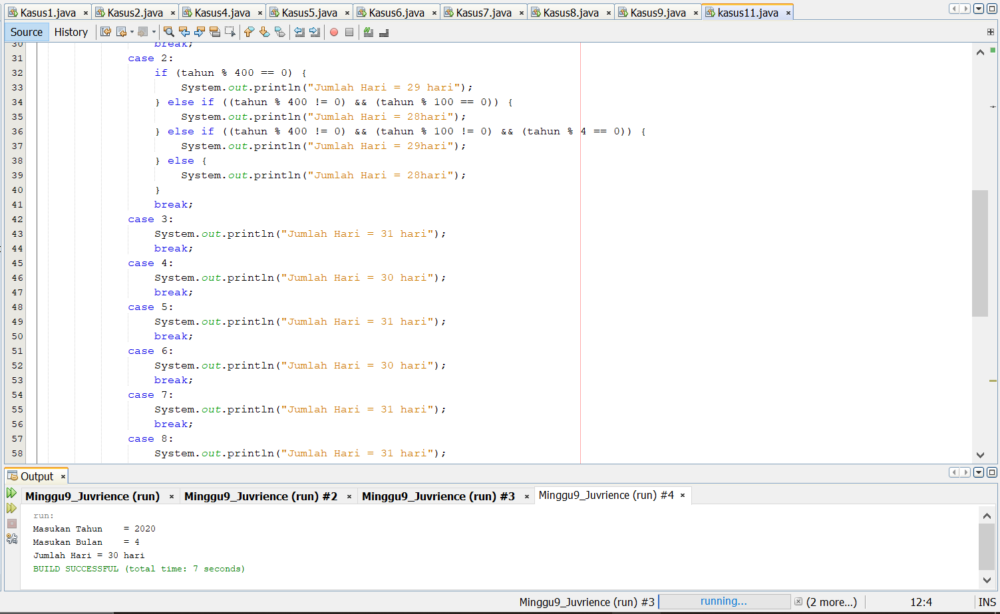 Kasus1.java × Kasus2.java × Kasus4.java × Kasus5.java × Kasus6.java × Kasus7.java × Kasus8.java × Kasus9.java × kasus11.java ×
Source History
30 break;
31 case 2:
32 if (tahun % 400 == 0) {
33 System.out.println("Jumlah Hari = 29 hari");
34 } else if ((tahun % 400 != 0) && (tahun % 100 == 0)) {
35 System.out.println("Jumlah Hari = 28hari");
36 } else if ((tahun % 400 != 0) && (tahun % 100 != 0) && (tahun % 4 == 0)) {
37 System.out.println("Jumlah Hari = 29hari");
38 } else {
39 System.out.println("Jumlah Hari = 28hari");
40 }
41 break;
42 case 3:
43 System.out.println("Jumlah Hari = 31 hari");
44 break;
45 case 4:
46 System.out.println("Jumlah Hari = 30 hari");
47 break;
48 case 5:
49 System.out.println("Jumlah Hari = 31 hari");
50 break;
51 case 6:
52 System.out.println("Jumlah Hari = 30 hari");
53 break;
54 case 7:
55 System.out.println("Jumlah Hari = 31 hari");
56 break;
57 case 8:
58 System.out.println("Jumlah Hari = 31 hari");
Output ×
Minggu9_Juvrience (run) × Minggu9_Juvrience (run) #2 × Minggu9_Juvrience (run) #3 × Minggu9_Juvrience (run) #4 ×
run:
Masukan Tahun = 2020
Masukan Bulan = 4
Jumlah Hari = 30 hari
BUILD SUCCESSFUL (total time: 7 seconds)
Minggu9_Juvrience (run) #3 running... (2 more...) 12:4 INS